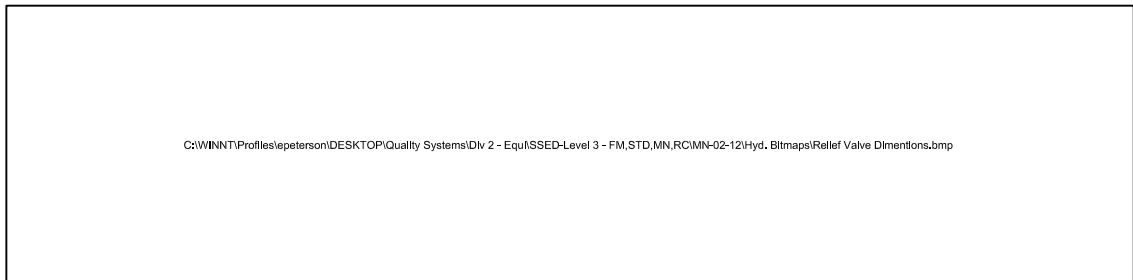 C:\WINNT\Profiles\epeterson\DESKTOP\Quality Systems\Div 2 - Equi\SSED-Level 3 - FM,STD,MN,RC\MN-02-12\Hyd. Bitmaps\Relief Valve Dimentions.bmp